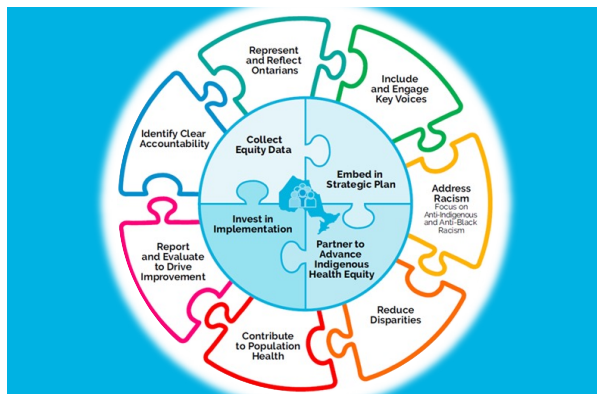 Represent
and Reflect
Ontarians
Include
and Engage
Key Voices
Address
Racism
Focus on
Anti-Indigenous
and Anti-Black
Racism
Reduce
Disparities
Contribute
to Population
Health
Report
and Evaluate
to Drive
Improvement
Identify Clear
Accountability
Collect
Equity Data
Embed in
Strategic Plan
Partner to
Advance
Indigenous
Health Equity
Invest in
Implementation